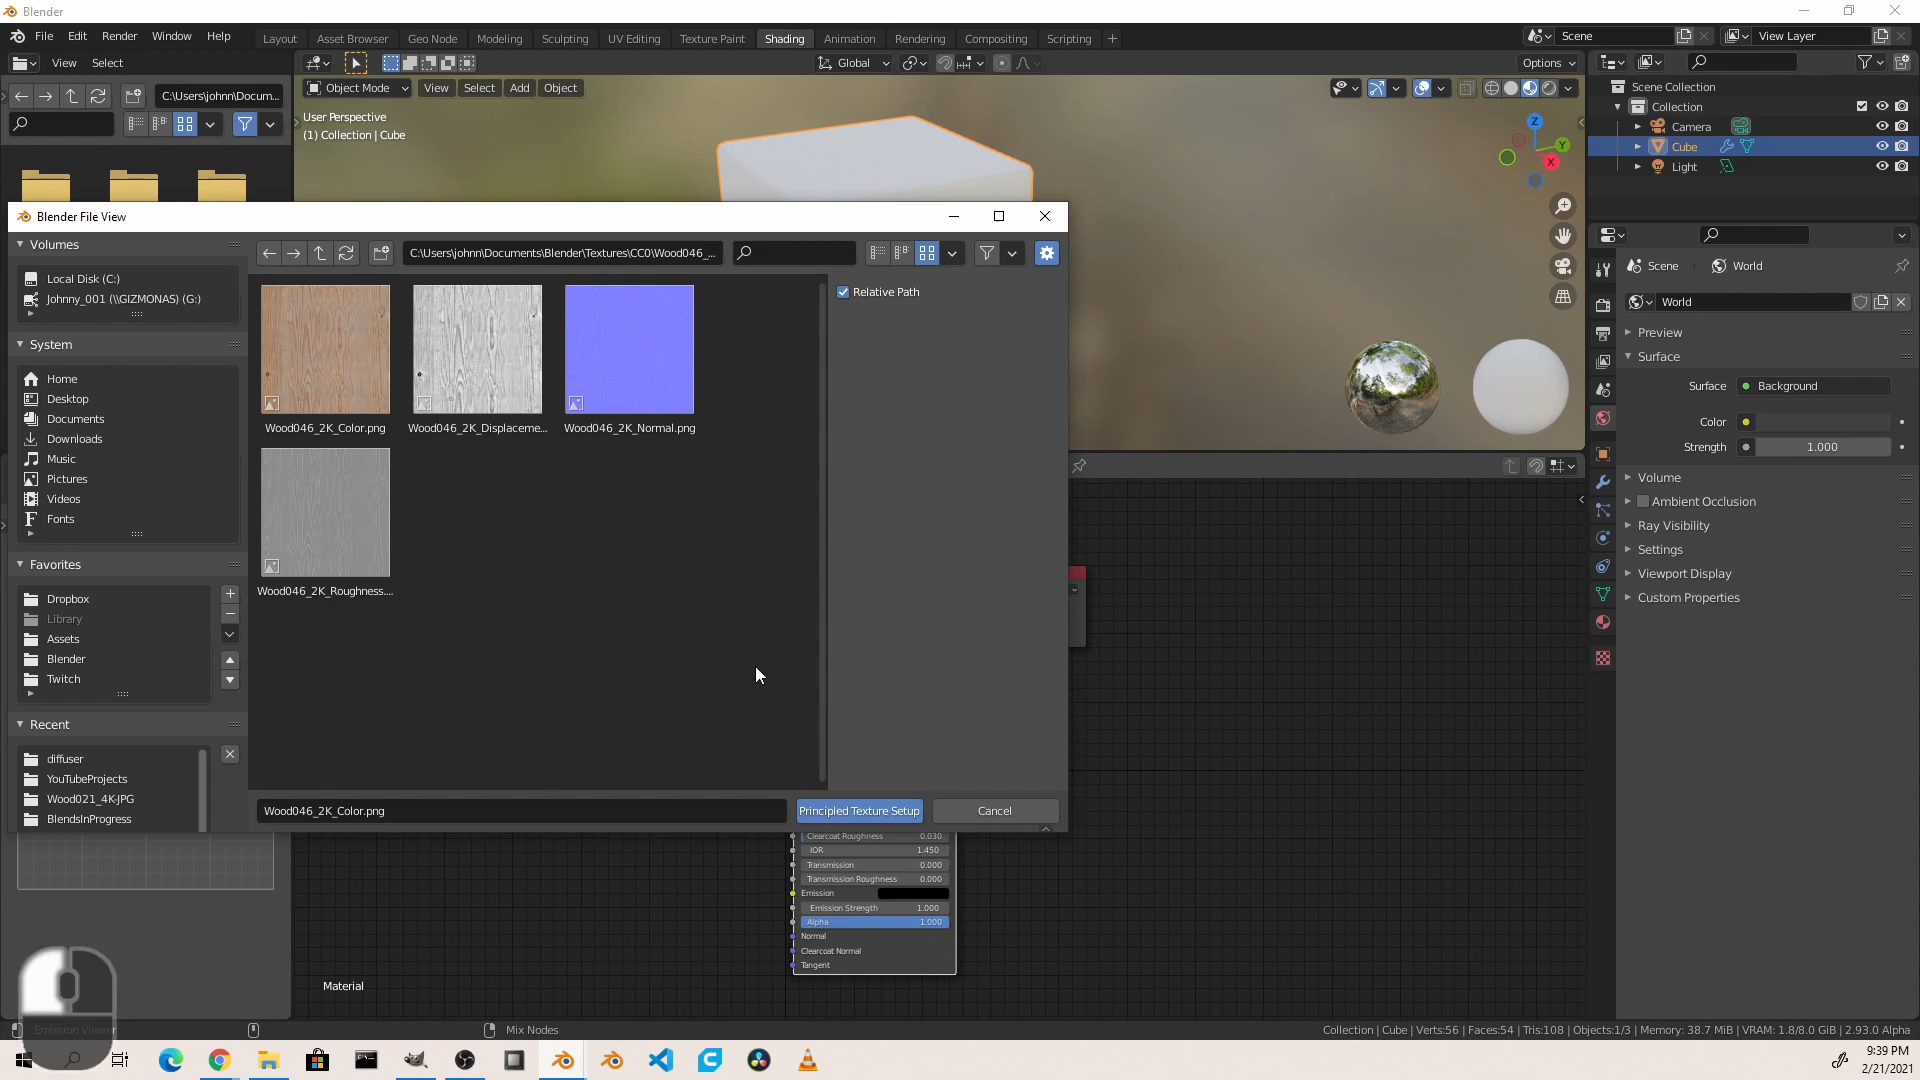 Blender
File Edit Render Window Help
Layout Asset Browser Geo Node Modeling Sculpting UV Editing Texture Paint Shading Animation Rendering Compositing Scripting
Scene
View Layer
View Select
Global
Options
C:\Users\johnn\Docum...
Object Mode View Select Add Object
User Perspective
(1) Collection | Cube
Z
Y
X
Scene Collection
Collection
Camera
Cube
Light
Blender File View
Volumes
Local Disk (C:)
Johnny_001 (\\GIZMONAS) (G:)
System
Home
Desktop
Documents
Downloads
Music
Pictures
Videos
Fonts
Favorites
Dropbox
Library
Assets
Blender
Twitch
Recent
diffuser
YouTubeProjects
Wood021_4K-JPG
BlendsInProgress
C:\Users\johnn\Documents\Blender\Textures\CC0\Wood046_...
Wood046_2K_Color.png
Wood046_2K_Displaceme...
Wood046_2K_Normal.png
Wood046_2K_Roughness....
Relative Path
Wood046_2K_Color.png
Principled Texture Setup
Cancel
Scene World
World
Preview
Surface
Surface Background
Color
Strength 1.000
Volume
Ambient Occlusion
Ray Visibility
Settings
Viewport Display
Custom Properties
Clearcoat Roughness 0.030
IOR 1.450
Transmission 0.000
Transmission Roughness 0.000
Emission
Emission Strength 1.000
Alpha 1.000
Normal
Clearcoat Normal
Tangent
Material
Emission Viewer
Mix Nodes
Collection | Cube | Verts:56 | Faces:54 | Tris:108 | Objects:1/3 | Memory: 38.7 MiB | VRAM: 1.8/8.0 GiB | 2.93.0 Alpha
9:39 PM
2/21/2021